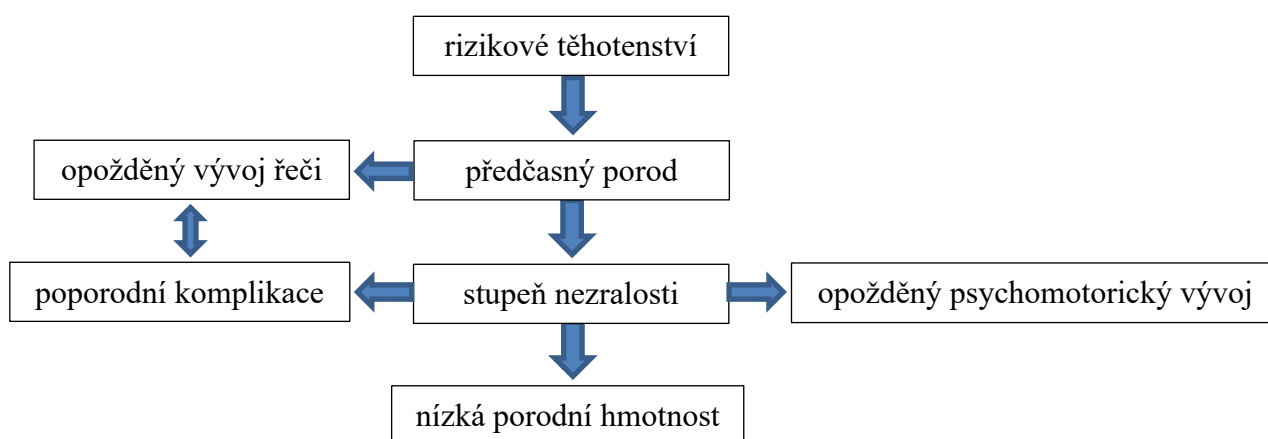 rizikové těhotenství
opožděný vývoj řeči
předčasný porod
poporodní komplikace
stupeň nezralosti
opožděný psychomotorický vývoj
nízká porodní hmotnost